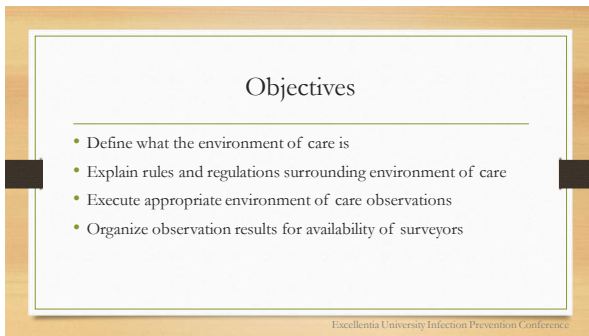 Objectives
• Define what the environment of care is
• Explain rules and regulations surrounding environment of care
• Execute appropriate environment of care observations
• Organize observation results for availability of surveyors
Excellentia University Infection Prevention Conference